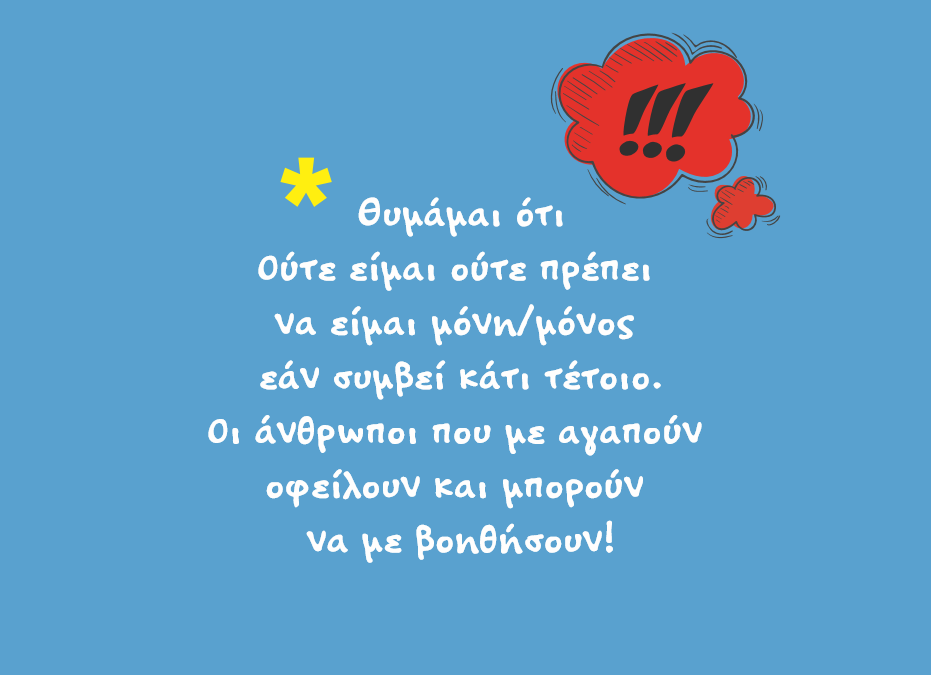 !!!
* Θυμάμαι ότι
Ούτε είμαι ούτε πρέπει
να είμαι μόνη/μόνος
εάν συμβεί κάτι τέτοιο.
Οι άνθρωποι που με αγαπούν
οφείλουν και μπορούν
να με βοηθήσουν!